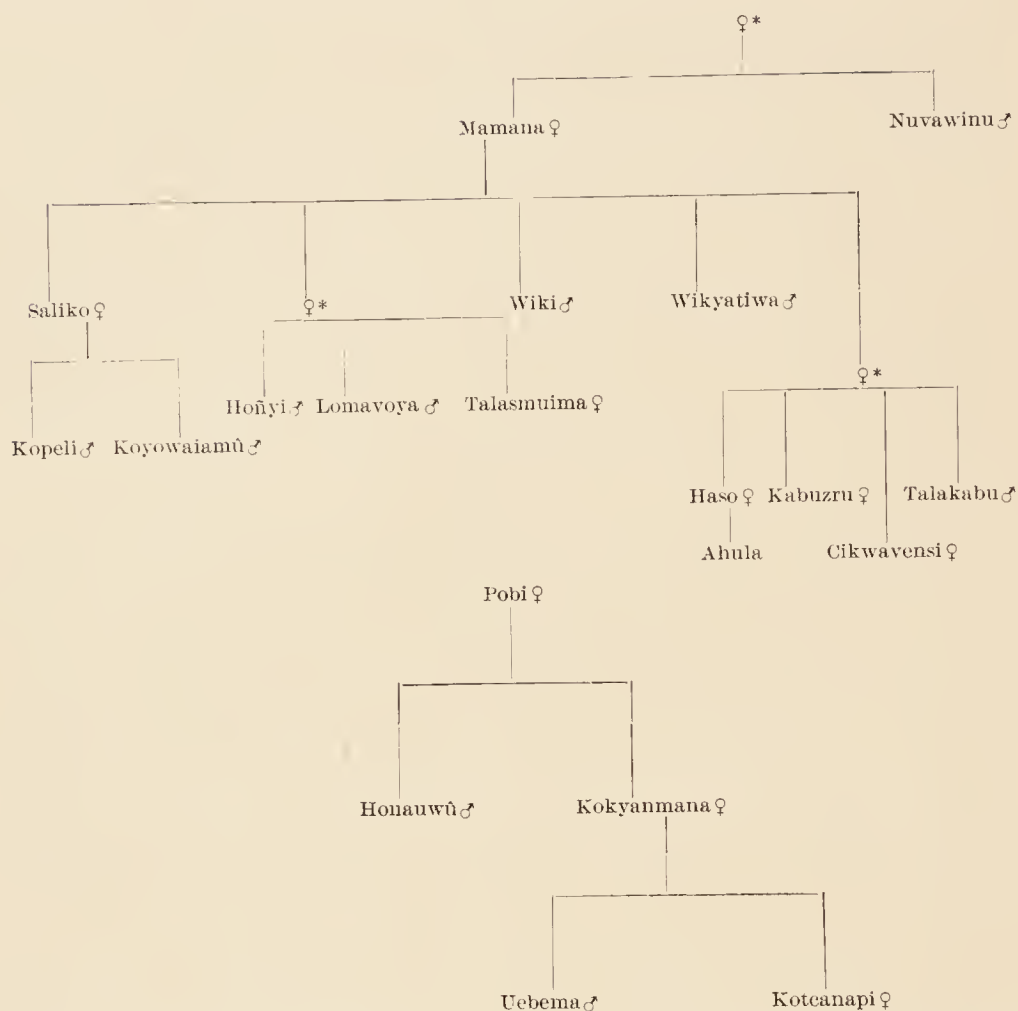 ♀*
Mamana♀ Nuvawinu♂
Saliko♀ ♀* Wiki♂ Wikyatiwa♂
♀*
Hoñyi♂ Lomavoya♂ Talasmuima♀
Kopeli♂ Koyowaiamû♂
Haso♀ Kabuzru♀ Talakabu♂
Ahula Cikwavensi♀
Pobi♀
Honauwû♂ Kokyanmana♀
Uebema♂ Kotcanapi♀